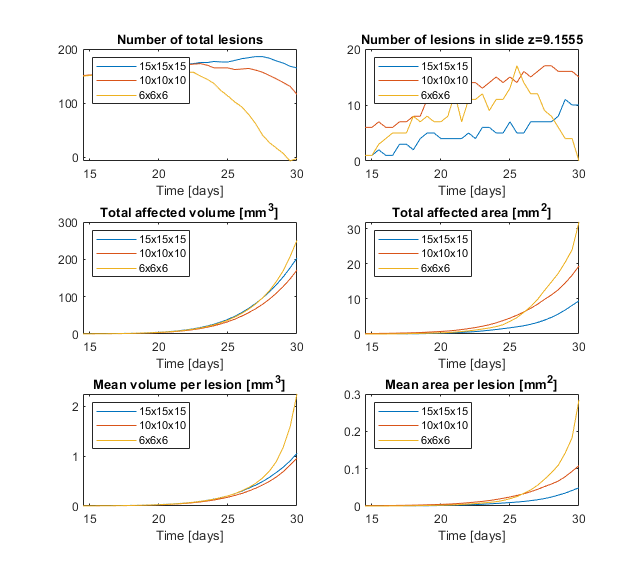 Number of total lesions
200
100
0
15x15x15
10x10x10
6x6x6
15
20
25
30
Time [days]
Number of lesions in slide z=9.1555
20
10
0
15x15x15
10x10x10
6x6x6
15
20
25
30
Time [days]
Total affected volume [mm³]
300
200
100
0
15x15x15
10x10x10
6x6x6
15
20
25
30
Time [days]
Total affected area [mm²]
30
20
10
0
15x15x15
10x10x10
6x6x6
15
20
25
30
Time [days]
Mean volume per lesion [mm³]
2
1
0
15x15x15
10x10x10
6x6x6
15
20
25
30
Time [days]
Mean area per lesion [mm²]
0.3
0.2
0.1
0
15x15x15
10x10x10
6x6x6
15
20
25
30
Time [days]